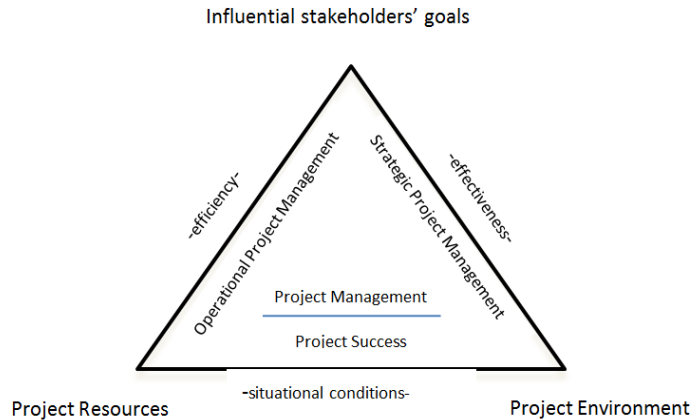 Influential stakeholders’ goals
-efficiency-
Operational Project Management
Strategic Project Management
-effectiveness-
Project Management
Project Success
-situational conditions-
Project Resources
Project Environment